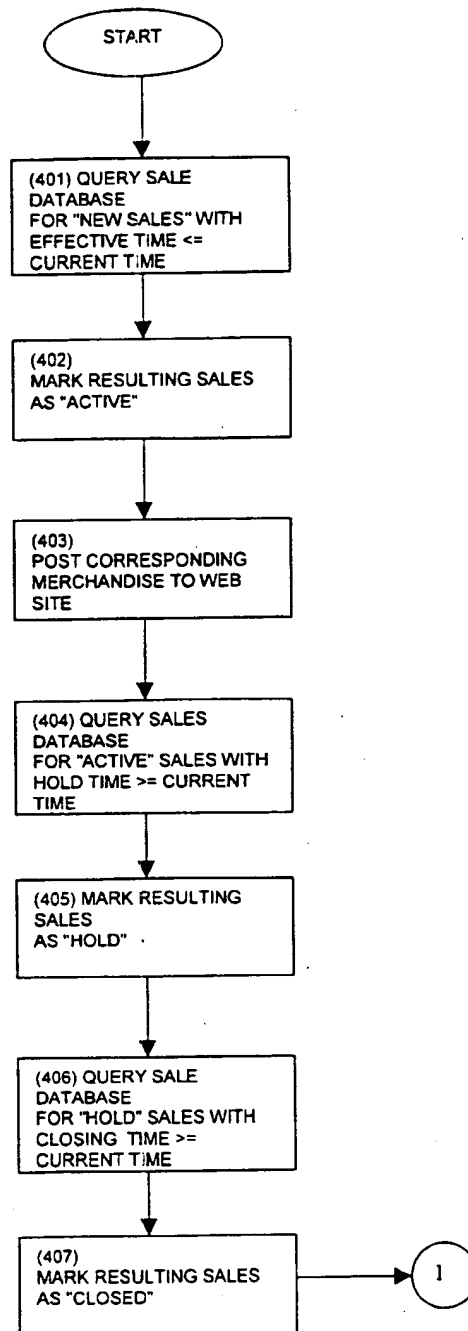 START
(401) QUERY SALE
DATABASE
FOR "NEW SALES" WITH
EFFECTIVE TIME <=
CURRENT TIME
(402)
MARK RESULTING SALES
AS "ACTIVE"
(403)
POST CORRESPONDING
MERCHANDISE TO WEB
SITE
(404) QUERY SALES
DATABASE
FOR "ACTIVE" SALES WITH
HOLD TIME >= CURRENT
TIME
(405) MARK RESULTING
SALES
AS "HOLD"
(406) QUERY SALE
DATABASE
FOR "HOLD" SALES WITH
CLOSING TIME >=
CURRENT TIME
(407)
MARK RESULTING SALES
AS "CLOSED"
1